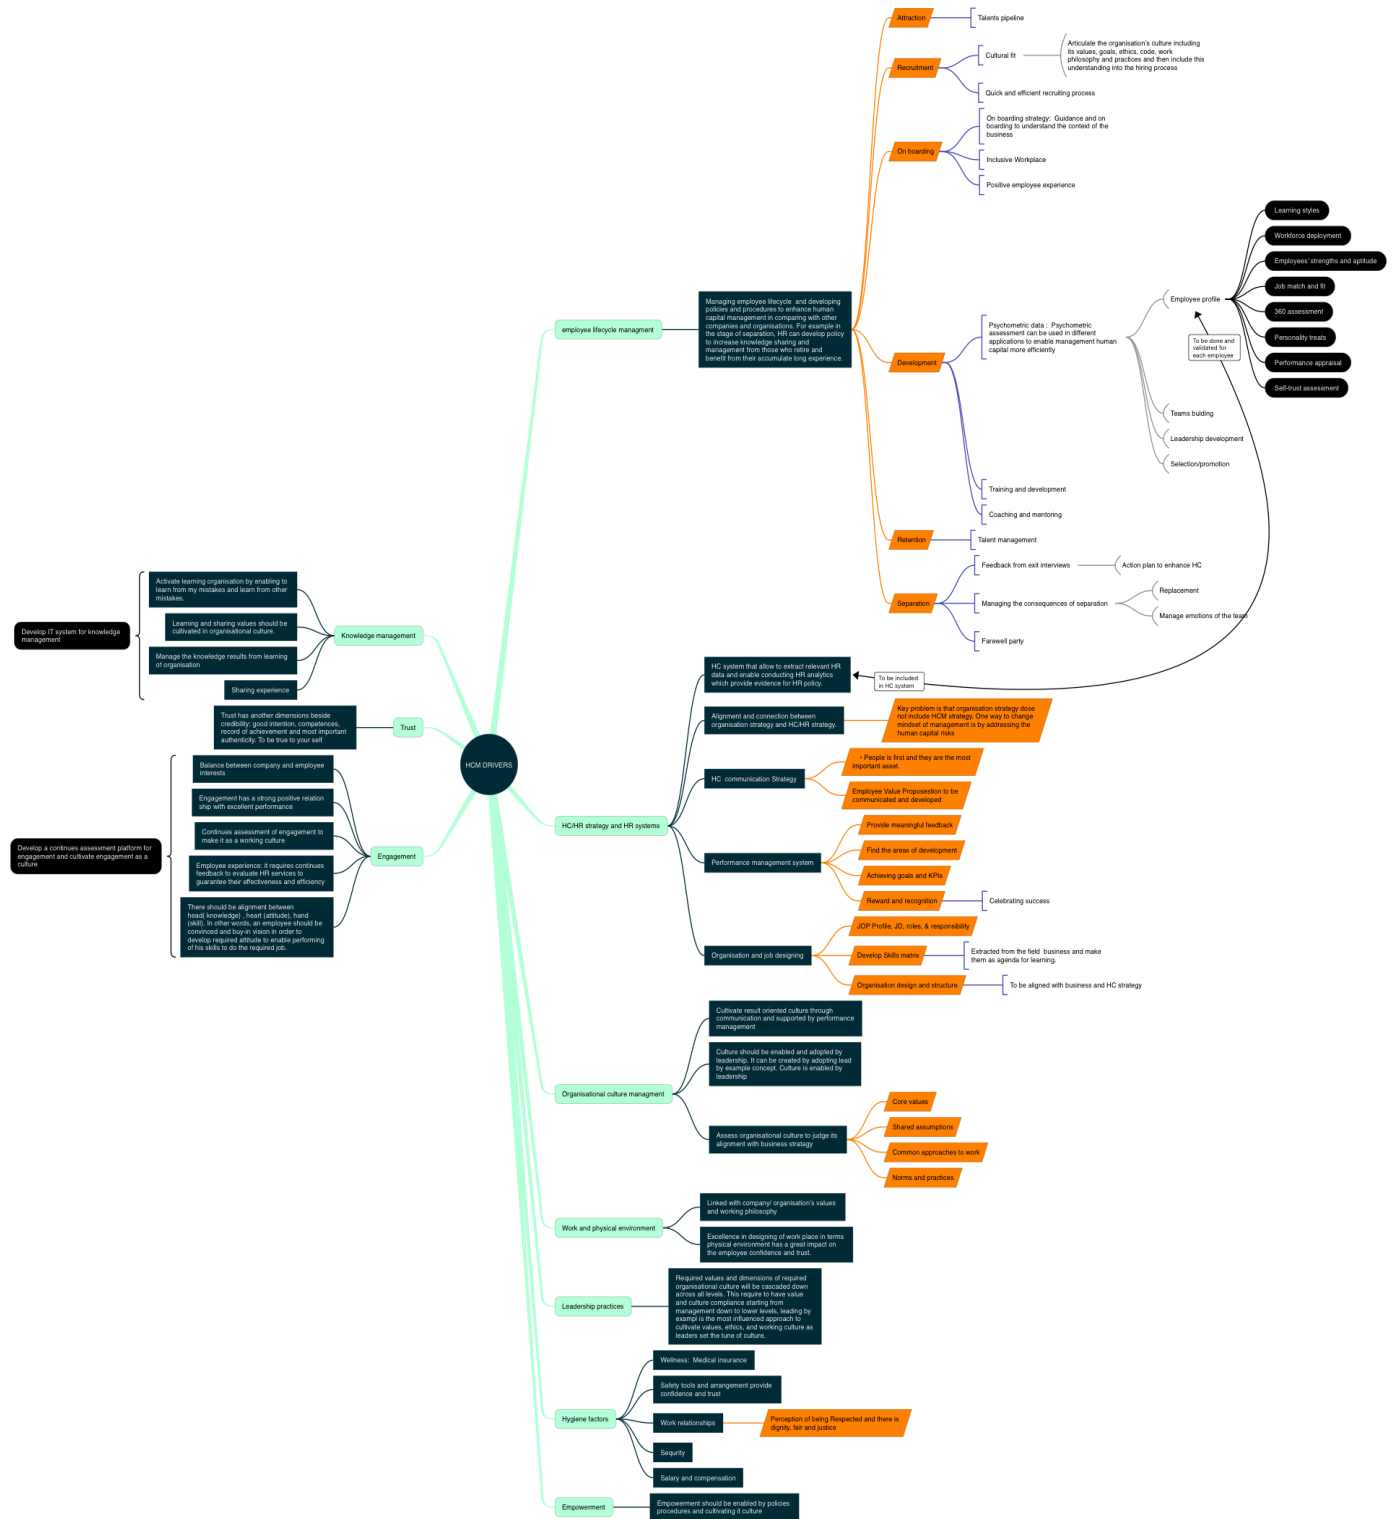 HCM DRIVERS
employee lifecycle managment
Managing employee lifecycle and developing
policies and procedures to enhance human
capital management in comparing with other
companies and organisations. For example in
the stage of separation, HR can develop policy
to increase knowledge sharing and
management from those who retire and
benefit from their accumulate long experience.
Attraction
Talents pipeline
Recruitment
Cultural fit
Articulate the organisation's culture including
its values, goals, ethics, code, work
philosophy and practices and then include this
understanding into the hiring process
Quick and efficient recruiting process
On boarding
On boarding strategy: Guidance and on
boarding to understand the context of the
business
Inclusive Workplace
Positive employee experience
Development
Psychometric data : Psychometric
assessment can be used in different
applications to enable management human
capital more efficiently
Employee profile
Learning styles
Workforce deployment
Employees' strengths and aptitude
Job match and fit
360 assessment
Personality treats
Performance appraisal
Self-trust assessment
To be done and
validated for
each employee
Teams bulding
Leadership development
Selection/promotion
Training and development
Coaching and mentoring
Retention
Talent management
Separation
Feedback from exit interviews
Action plan to enhance HC
Managing the consequences of separation
Replacement
Manage emotions of the team
Farewell party
HC/HR strategy and HR systems
HC system that allow to extract relevant HR
data and enable conducting HR analytics
which provide evidence for HR policy.
To be included
in HC system
Alignment and connection between
organisation strategy and HC/HR strategy.
Key problem is that organisation strategy dose
not include HCM strategy. One way to change
mindset of management is by addressing the
human capital risks
HC communication Strategy
• People is first and they are the most
important asset.
Employee Value Proposestion to be
communicated and developed
Performance management system
Provide meaningful feedback
Find the areas of development
Achieving goals and KPIs
Reward and recognition
Celebrating success
Organisation and job designing
JOP Profile, JD, roles, & responsibility
Develop Skills matrix
Extracted from the field business and make
them as agenda for learning.
Organisation design and structure
To be aligned with business and HC strategy
Organisational culture managment
Cultivate result oriented culture through
communication and supported by performance
management
Culture should be enabled and adopted by
leadership. It can be created by adopting lead
by example concept. Culture is enabled by
leadership
Assess organisational culture to judge its
alignment with business stratagy
Core values
Shared assumptions
Common approaches to work
Norms and practices
Work and physical environment
Linked with company/ organisation's values
and working philosophy
Excellence in designing of work place in terms
physical environment has a great impact on
the employee confidence and trust.
Leadership practices
Required values and dimensions of required
organisational culture will be cascaded down
across all levels. This require to have value
and culture compliance starting from
management down to lower levels, leading by
exampl is the most influenced approach to
cultivate values, ethics, and working culture as
leaders set the tune of culture.
Hygiene factors
Wellness: Medical insurance
Safety tools and arrangement provide
confidence and trust
Work relationships
Perception of being Respected and there is
dignity, fair and justice
Sequrity
Salary and compensation
Empowerment
Empowerment should be enabled by policies
procedures and cultivating it culture
Knowledge management
Activate learning organisation by enabling to
learn from my mistakes and learn from other
mistakes.
Learning and sharing values should be
cultivated in organisational culture.
Manage the knowledge results from learning
of organisation
Sharing experience
Develop IT system for knowledge
management
Trust
Trust has another dimensions beside
credibility: good intention, competences,
record of achievement and most important
authenticity. To be true to your self
Engagement
Balance between company and employee
interests
Engagement has a strong positive relation
ship with excellent performance
Continues assessment of engagement to
make it as a working culture
Employee experience: it requires continues
feedback to evaluate HR services to
guarantee their effectiveness and efficiency
There should be alignment between
head( knowledge) , heart (attitude), hand
(skill). In other words, an employee should be
convinced and buy-in vision in order to
develop required attitude to enable performing
of his skills to do the required job.
Develop a continues assessment platform for
engagement and cultivate engagement as a
culture